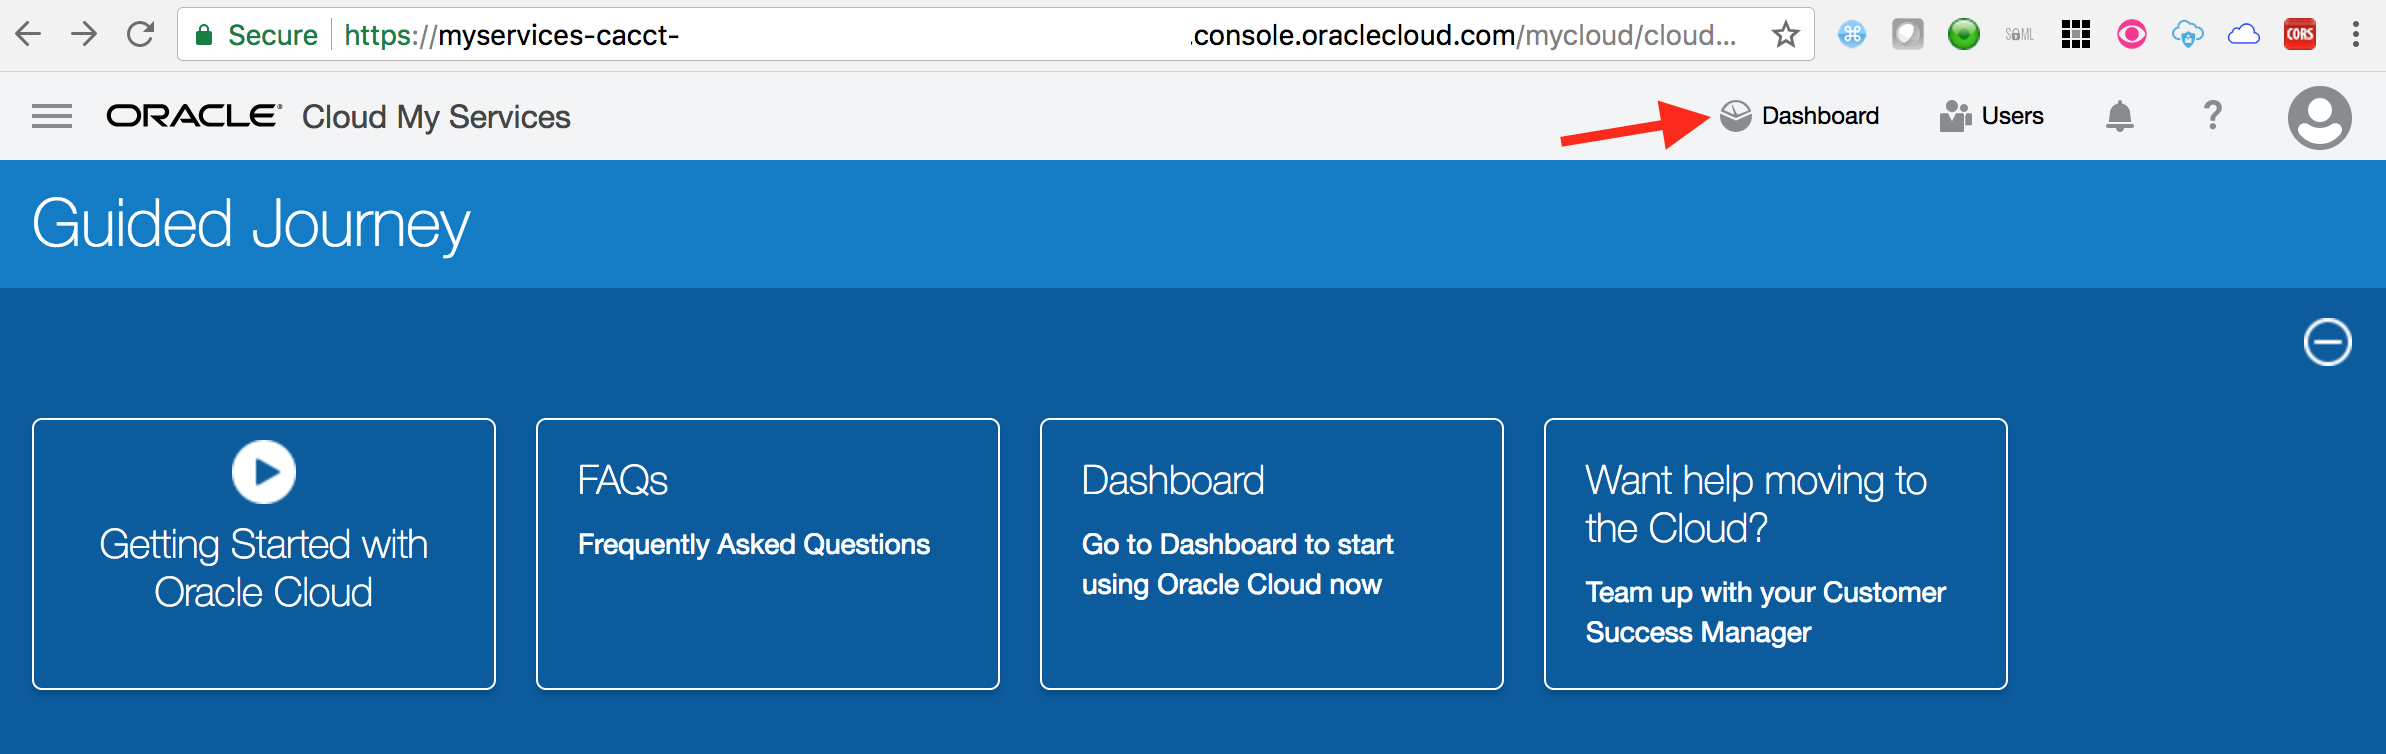 Secure https://myservices-cacct- .console.oraclecloud.com/mycloud/cloud... SAML CORS
ORACLE Cloud My Services Dashboard Users ?
Guided Journey
Getting Started with
Oracle Cloud
FAQs
Frequently Asked Questions
Dashboard
Go to Dashboard to start
using Oracle Cloud now
Want help moving to
the Cloud?
Team up with your Customer
Success Manager